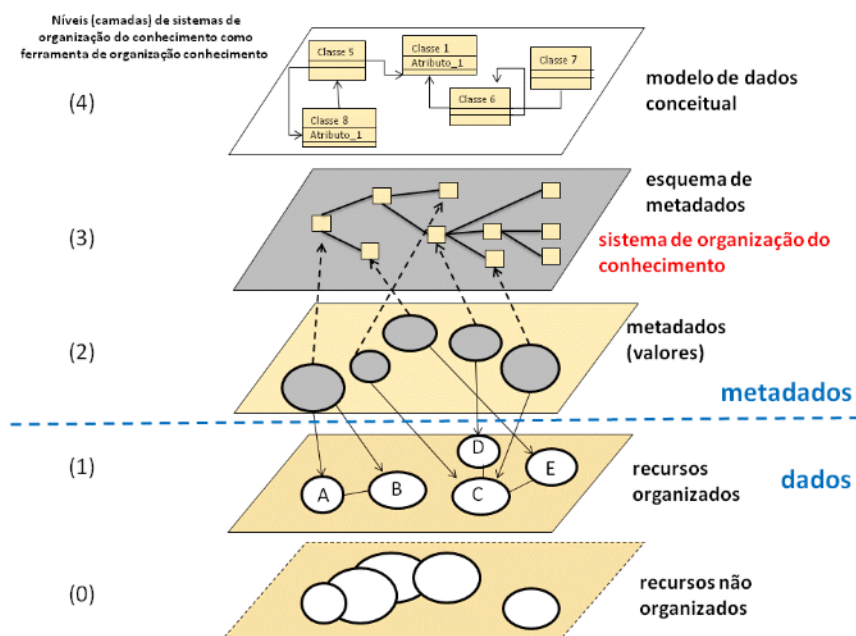 Níveis (camadas) de sistemas de
organização do conhecimento como
ferramenta de organização conhecimento
(4)
Classe 5
Classe 1
Atributo_1
Classe 7
Classe 6
Classe 8
Atributo_1
modelo de dados
conceitual
(3)
esquema de
metadados
sistema de organização do
conhecimento
(2)
metadados
(valores)
metadados
(1)
A
B
D
C
E
recursos
organizados
dados
(0)
recursos não
organizados